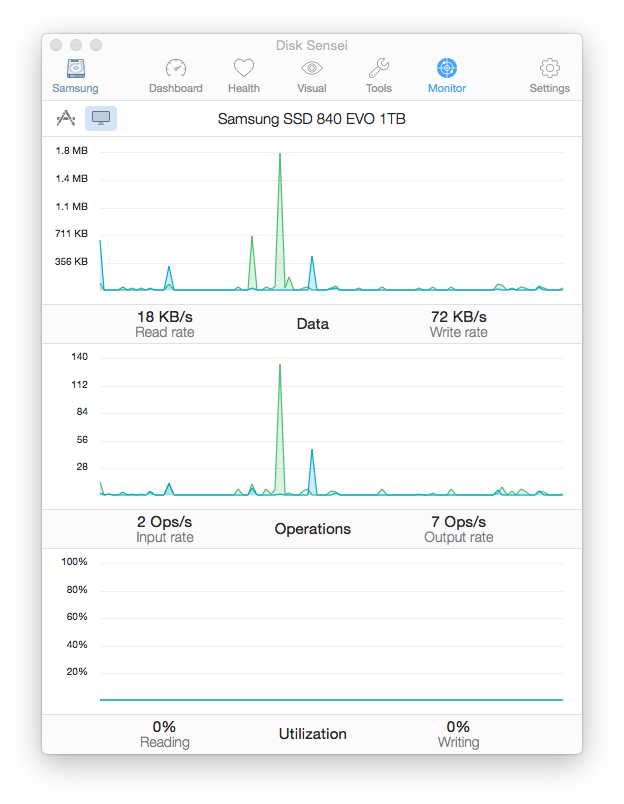 Disk Sensei
Samsung Dashboard Health Visual Tools Monitor Settings
Samsung SSD 840 EVO 1TB
1.8 MB
1.4 MB
1.1 MB
711 KB
356 KB
18 KB/s Data 72 KB/s
Read rate Write rate
140
112
84
56
28
2 Ops/s Operations 7 Ops/s
Input rate Output rate
100%
80%
60%
40%
20%
0% Utilization 0%
Reading Writing